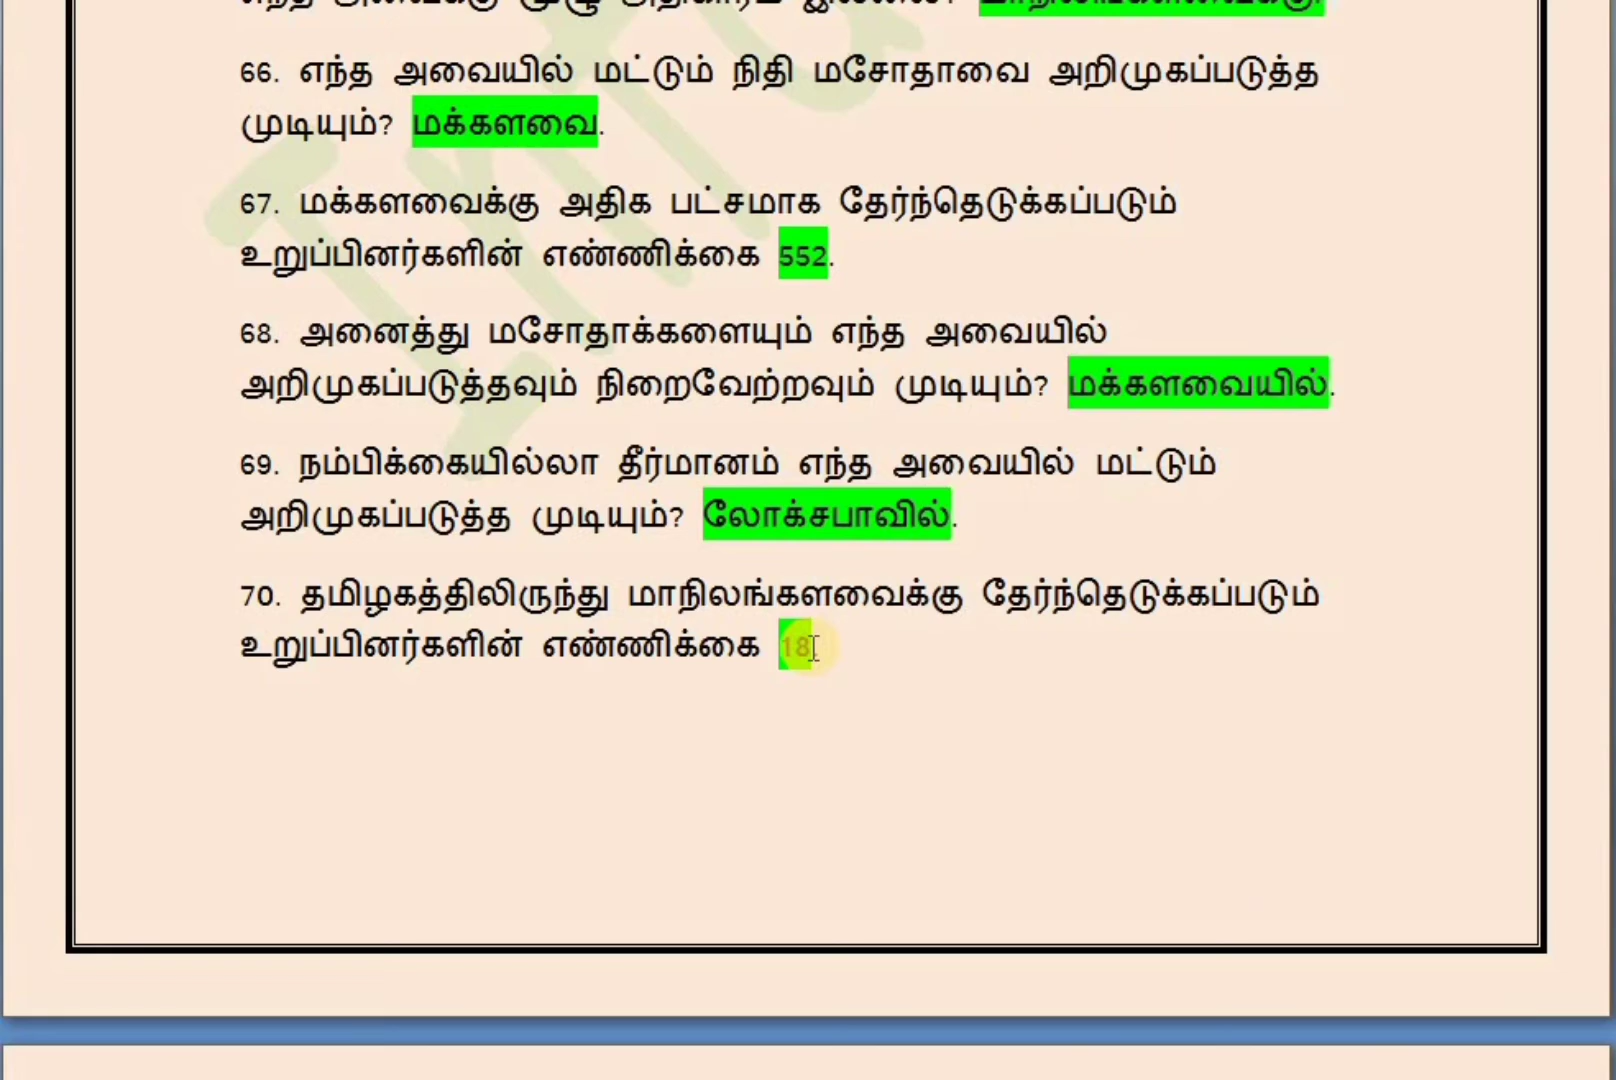 66. எந்த அவையில் மட்டும் நிதி மசோதாவை அறிமுகப்படுத்த
முடியும்? மக்களவை.
67. மக்களவைக்கு அதிக பட்சமாக தேர்ந்தெடுக்கப்படும்
உறுப்பினர்களின் எண்ணிக்கை 552.
68. அனைத்து மசோதாக்களையும் எந்த அவையில்
அறிமுகப்படுத்தவும் நிறைவேற்றவும் முடியும்? மக்களவையில்.
69. நம்பிக்கையில்லா தீர்மானம் எந்த அவையில் மட்டும்
அறிமுகப்படுத்த முடியும்? லோக்சபாவில்.
70. தமிழகத்திலிருந்து மாநிலங்களவைக்கு தேர்ந்தெடுக்கப்படும்
உறுப்பினர்களின் எண்ணிக்கை 18.